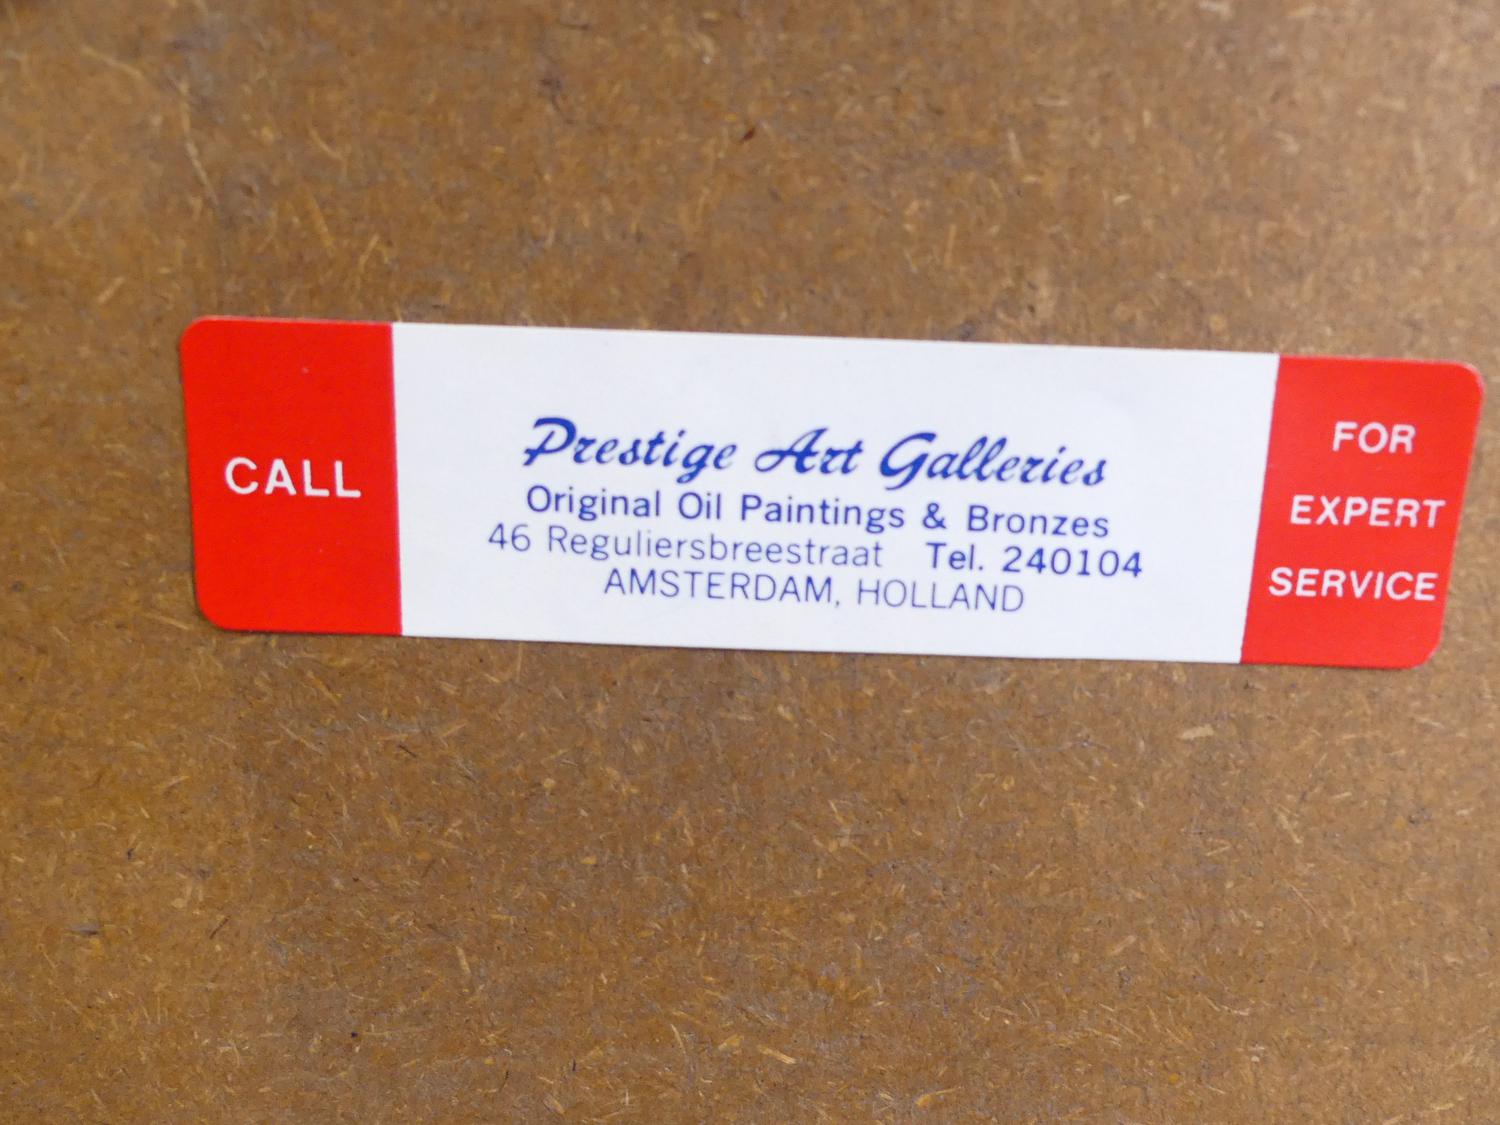 CALL
Prestige Art Galleries
Original Oil Paintings & Bronzes
46 Reguliersbreestraat Tel. 240104
AMSTERDAM, HOLLAND
FOR
EXPERT
SERVICE